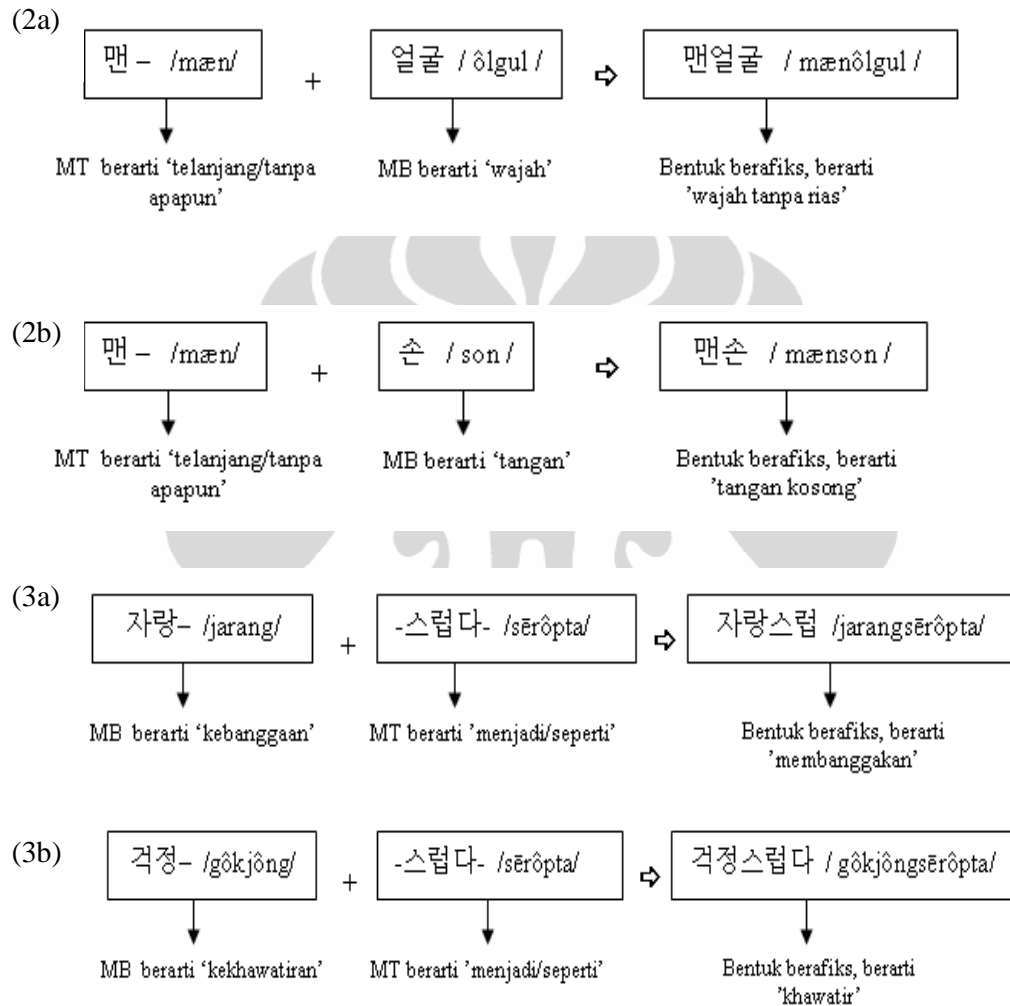 (2a)
맨 – /mæn/ + 얼굴 / ôlgul / ⇨ 맨얼굴 / mænôlgul /
MT berarti ‘telanjang/tanpa apapun’
MB berarti ‘wajah’
Bentuk berafiks, berarti ’wajah tanpa rias’
(2b)
맨 – /mæn/ + 손 / son / ⇨ 맨손 / mænson /
MT berarti ‘telanjang/tanpa apapun’
MB berarti ‘tangan’
Bentuk berafiks, berarti ’tangan kosong’
(3a)
자랑– /jarang/ + -스럽다- /sērôpta/ ⇨ 자랑스럽 /jarangsērôpta/
MB berarti ‘kebanggaan’
MT berarti ’menjadi/seperti’
Bentuk berafiks, berarti ’membanggakan’
(3b)
걱정– /gôkjông/ + -스럽다- /sērôpta/ ⇨ 걱정스럽다 / gôkjôngsērôpta/
MB berarti ‘kekhawatiran’
MT berarti ’menjadi/seperti’
Bentuk berafiks, berarti ’khawatir’